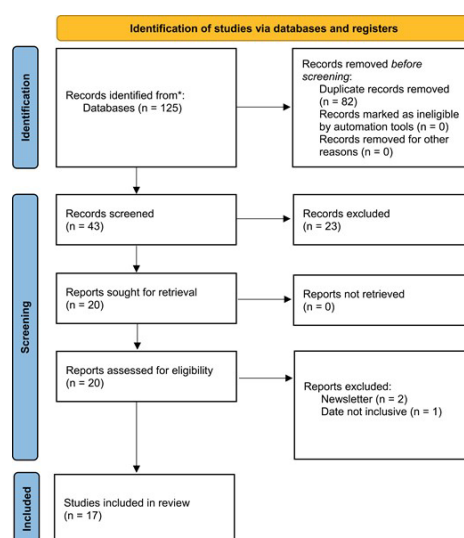 Identification of studies via databases and registers
Identification
Records identified from*:
Databases (n = 125)
Records removed before
screening:
Duplicate records removed
(n = 82)
Records marked as ineligible
by automation tools (n = 0)
Records removed for other
reasons (n = 0)
Screening
Records screened
(n = 43)
Records excluded
(n = 23)
Reports sought for retrieval
(n = 20)
Reports not retrieved
(n = 0)
Reports assessed for eligibility
(n = 20)
Reports excluded:
Newsletter (n = 2)
Date not inclusive (n = 1)
Included
Studies included in review
(n = 17)